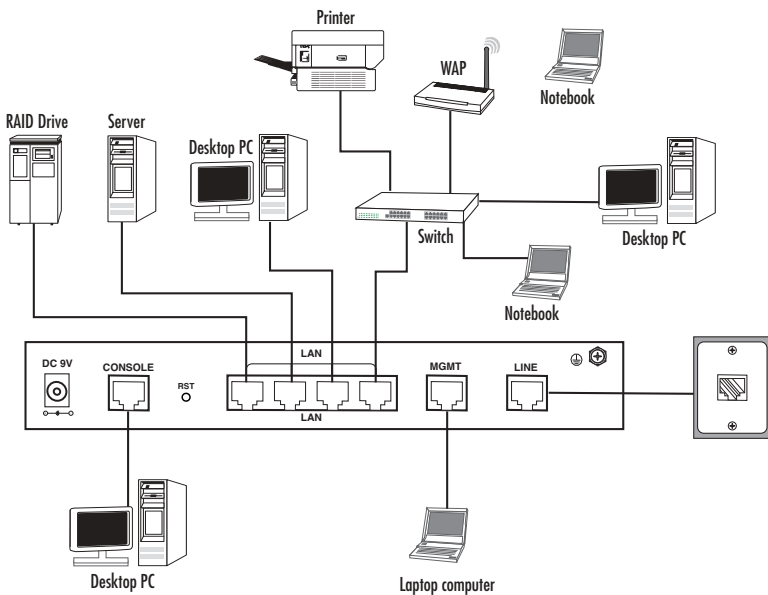 Printer
WAP
Notebook
RAID Drive
Server
Desktop PC
Switch
Desktop PC
Notebook
LAN
DC 9V
CONSOLE
RST
MGMT
LINE
LAN
Desktop PC
Laptop computer